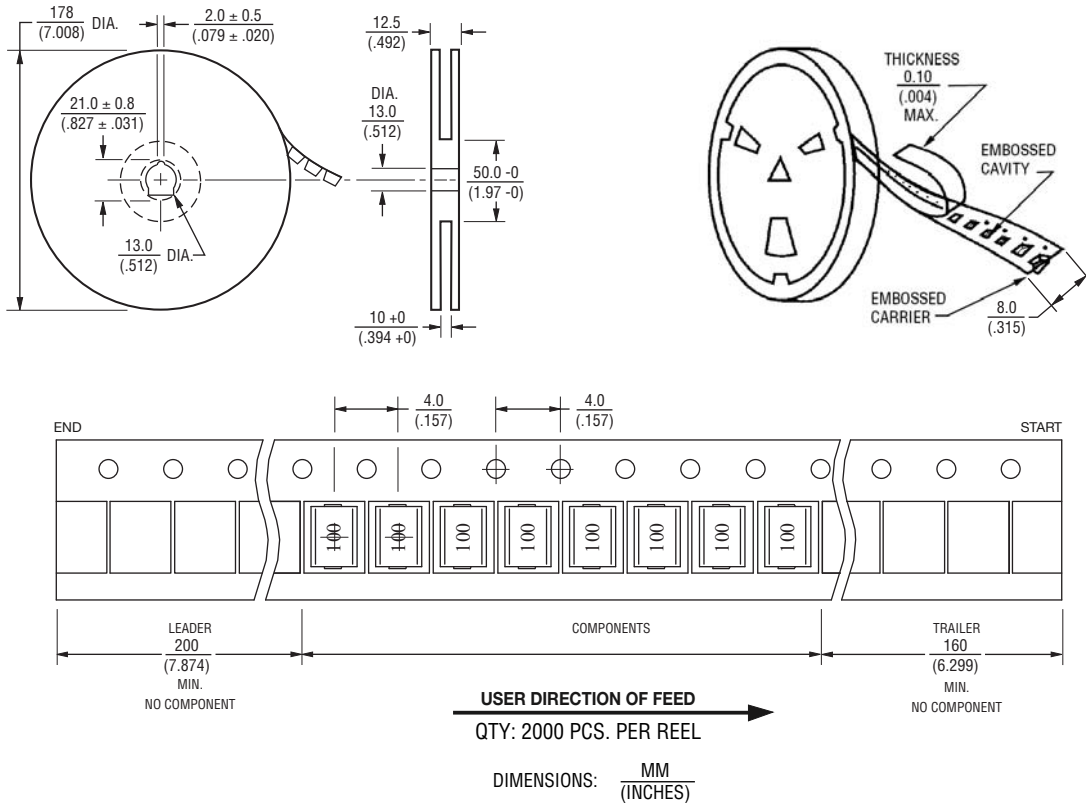 178
(7.008) DIA.
2.0 ± 0.5
(.079 ± .020)
21.0 ± 0.8
(.827 ± .031)
13.0
(.512) DIA.
12.5
(.492)
DIA.
13.0
(.512)
50.0 -0
(1.97 -0)
10 +0
(.394 +0)
THICKNESS
0.10
(.004)
MAX.
EMBOSSED
CAVITY
EMBOSSED
CARRIER
8.0
(.315)
4.0
(.157)
4.0
(.157)
END
START
100 100 100 100 100 100 100 100
LEADER
200
(7.874)
MIN.
NO COMPONENT
COMPONENTS
TRAILER
160
(6.299)
MIN.
NO COMPONENT
USER DIRECTION OF FEED
QTY: 2000 PCS. PER REEL
DIMENSIONS: MM
(INCHES)